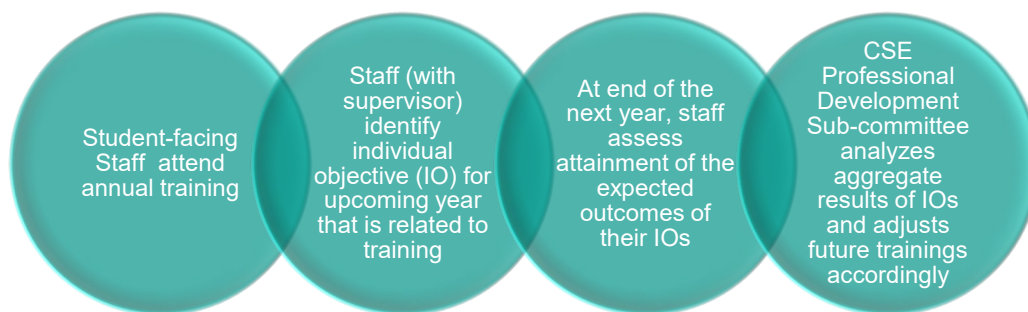 Student-facing
Staff attend
annual training
Staff (with
supervisor)
identify
individual
objective (IO) for
upcoming year
that is related to
training
At end of the
next year, staff
assess
attainment of the
expected
outcomes of
their IOs
CSE
Professional
Development
Sub-committee
analyzes
aggregate
results of IOs
and adjusts
future trainings
accordingly